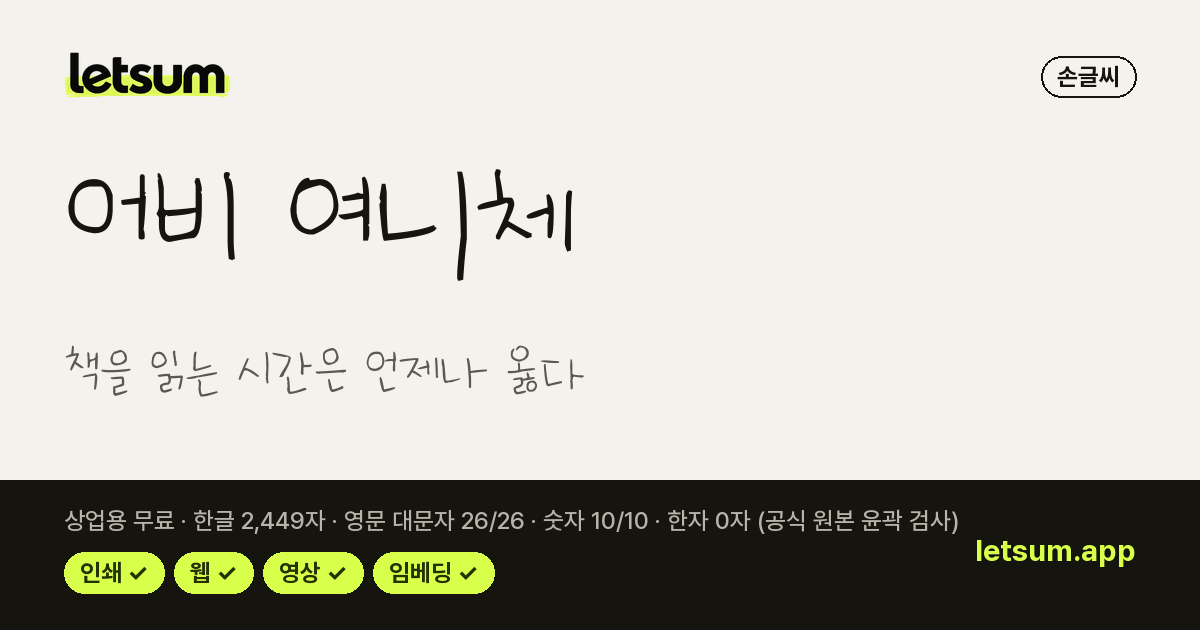 letsum
손글씨
어비 여니체
책을 읽는 시간은 언제나 옳다
상업용 무료 · 한글 2,449자 · 영문 대문자 26/26 · 숫자 10/10 · 한자 0자 (공식 원본 윤곽 검사)
인쇄 ✓ 웹 ✓ 영상 ✓ 임베딩 ✓
letsum.app